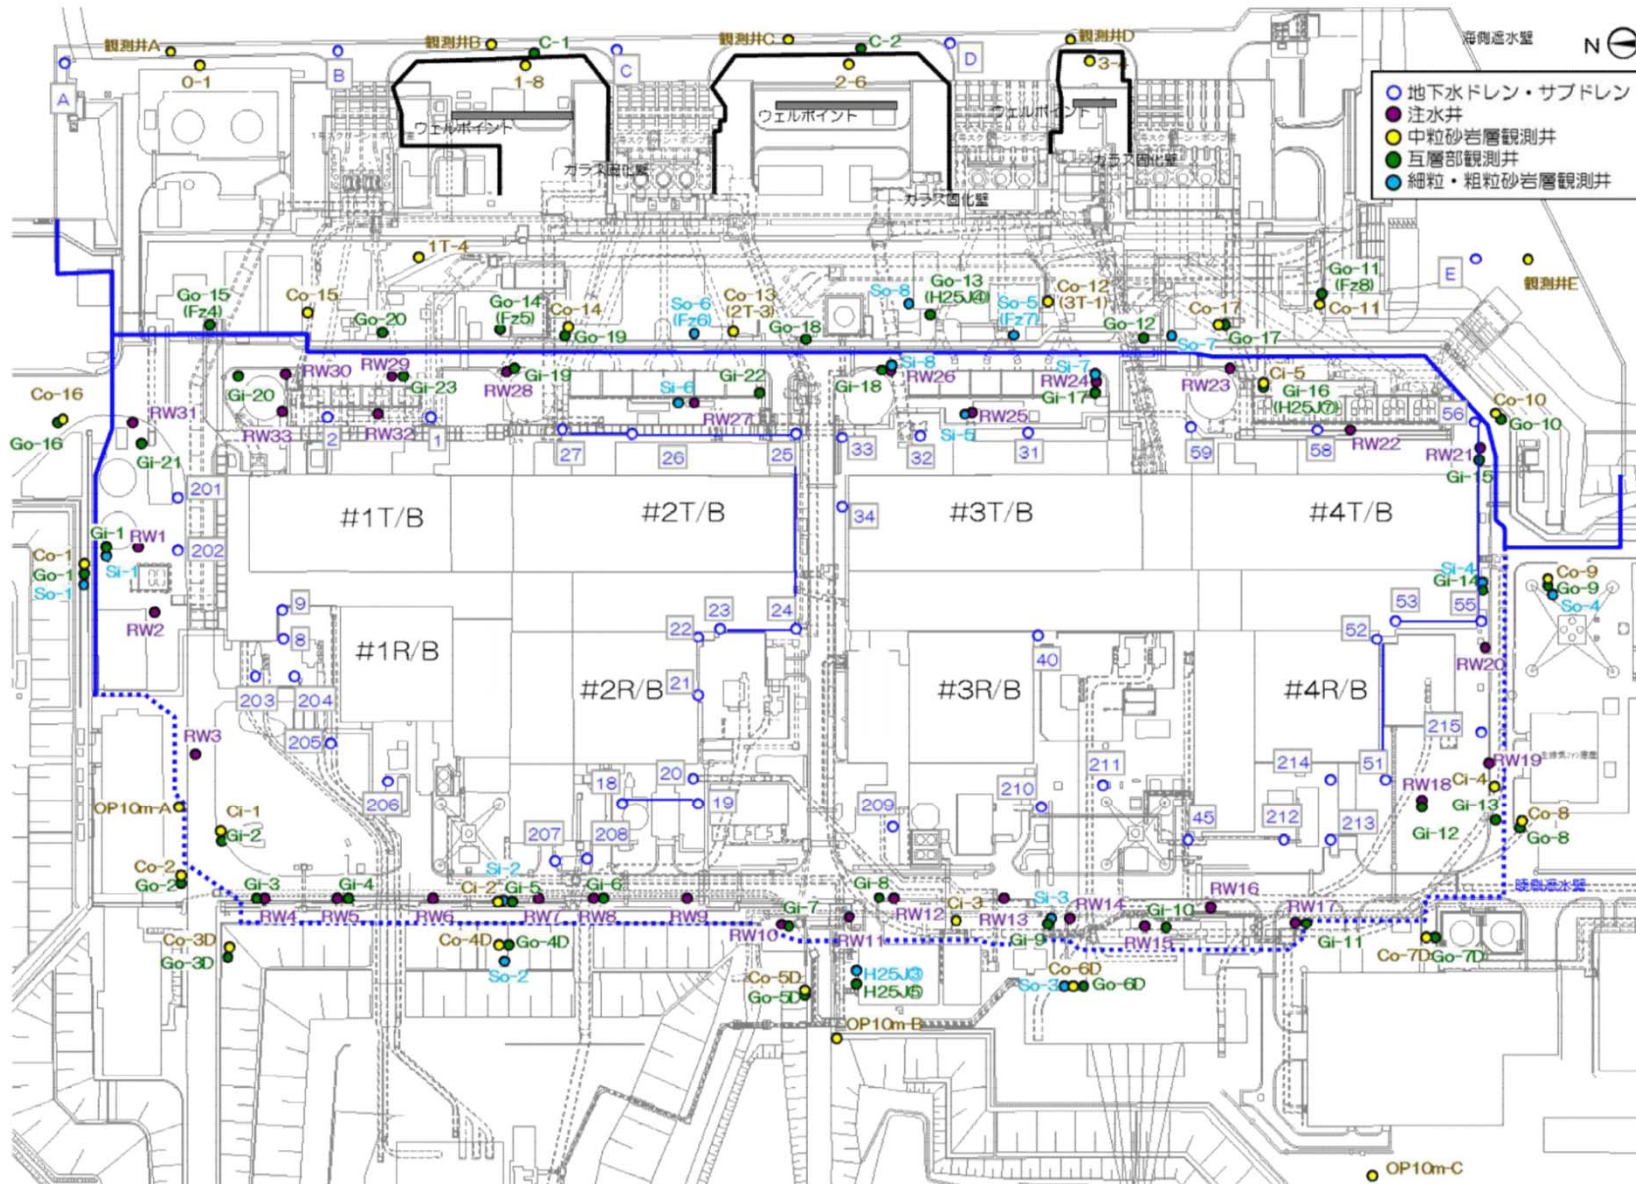 観測井A
観測井B
C-1
観測井C
C-2
観測井D
海側遮水壁
N
A
0-1
B
1-8
C
2-6
D
3-4
地下水ドレン・サブドレン
注水井
中粒砂岩層観測井
互層部観測井
細粒・粗粒砂岩層観測井
ウェルポイント
ウェルポイント
ウェルポイント
ガラス固化壁
ガラス固化壁
ガラス固化壁
1T-4
E
観測井E
Go-15
(Fz4)
Co-15
Go-20
Go-14
(Fz5)
Co-14
Go-19
So-6
(Fz6)
Co-13
(2T-3)
Go-18
So-8
Go-13
(H25J④)
So-5
(Fz7)
Co-12
(3T-1)
Go-12
So-7
Co-17
Go-17
Go-11
(Fz8)
Co-11
RW30
RW29
Gi-23
RW28
Gi-19
Gi-22
Gi-18
Si-8
RW26
Si-7
RW24
Gi-17
RW23
Ci-5
Gi-16
(H25J⑦)
Co-16
Go-16
RW31
Gi-21
Gi-20
RW33
2
RW32
1
Si-6
RW27
Si-5
RW25
RW22
56
Co-10
Go-10
27
26
25
33
32
31
59
58
RW21
Gi-15
201
202
#1T/B
#2T/B
34
#3T/B
#4T/B
Gi-1
RW1
Si-1
Co-1
Go-1
So-1
RW2
Si-4
Gi-14
Co-9
Go-9
So-4
9
8
#1R/B
22
23
24
53
55
52
40
RW20
203
204
#2R/B
21
#3R/B
#4R/B
RW3
205
215
206
18
20
19
209
210
211
214
51
RW18
RW19
Ci-4
OP10m-A
Ci-1
Gi-2
207
208
45
212
213
Gi-12
Gi-13
Co-8
Go-8
Co-2
Go-2
Gi-3
RW4
Gi-4
RW5
RW6
Si-2
Ci-2
Gi-5
RW7
Gi-6
RW8
RW9
Gi-7
RW10
Gi-8
RW11
RW12
Ci-3
RW13
Si-3
Gi-9
RW14
Gi-10
RW15
RW16
RW17
Gi-11
陸側遮水壁
Co-3D
Go-3D
Co-4D
Go-4D
So-2
Co-5D
Go-5D
H25J③
H25J⑤
Co-6D
So-3
Go-6D
Co-7D
Go-7D
OP10m-B
OP10m-C